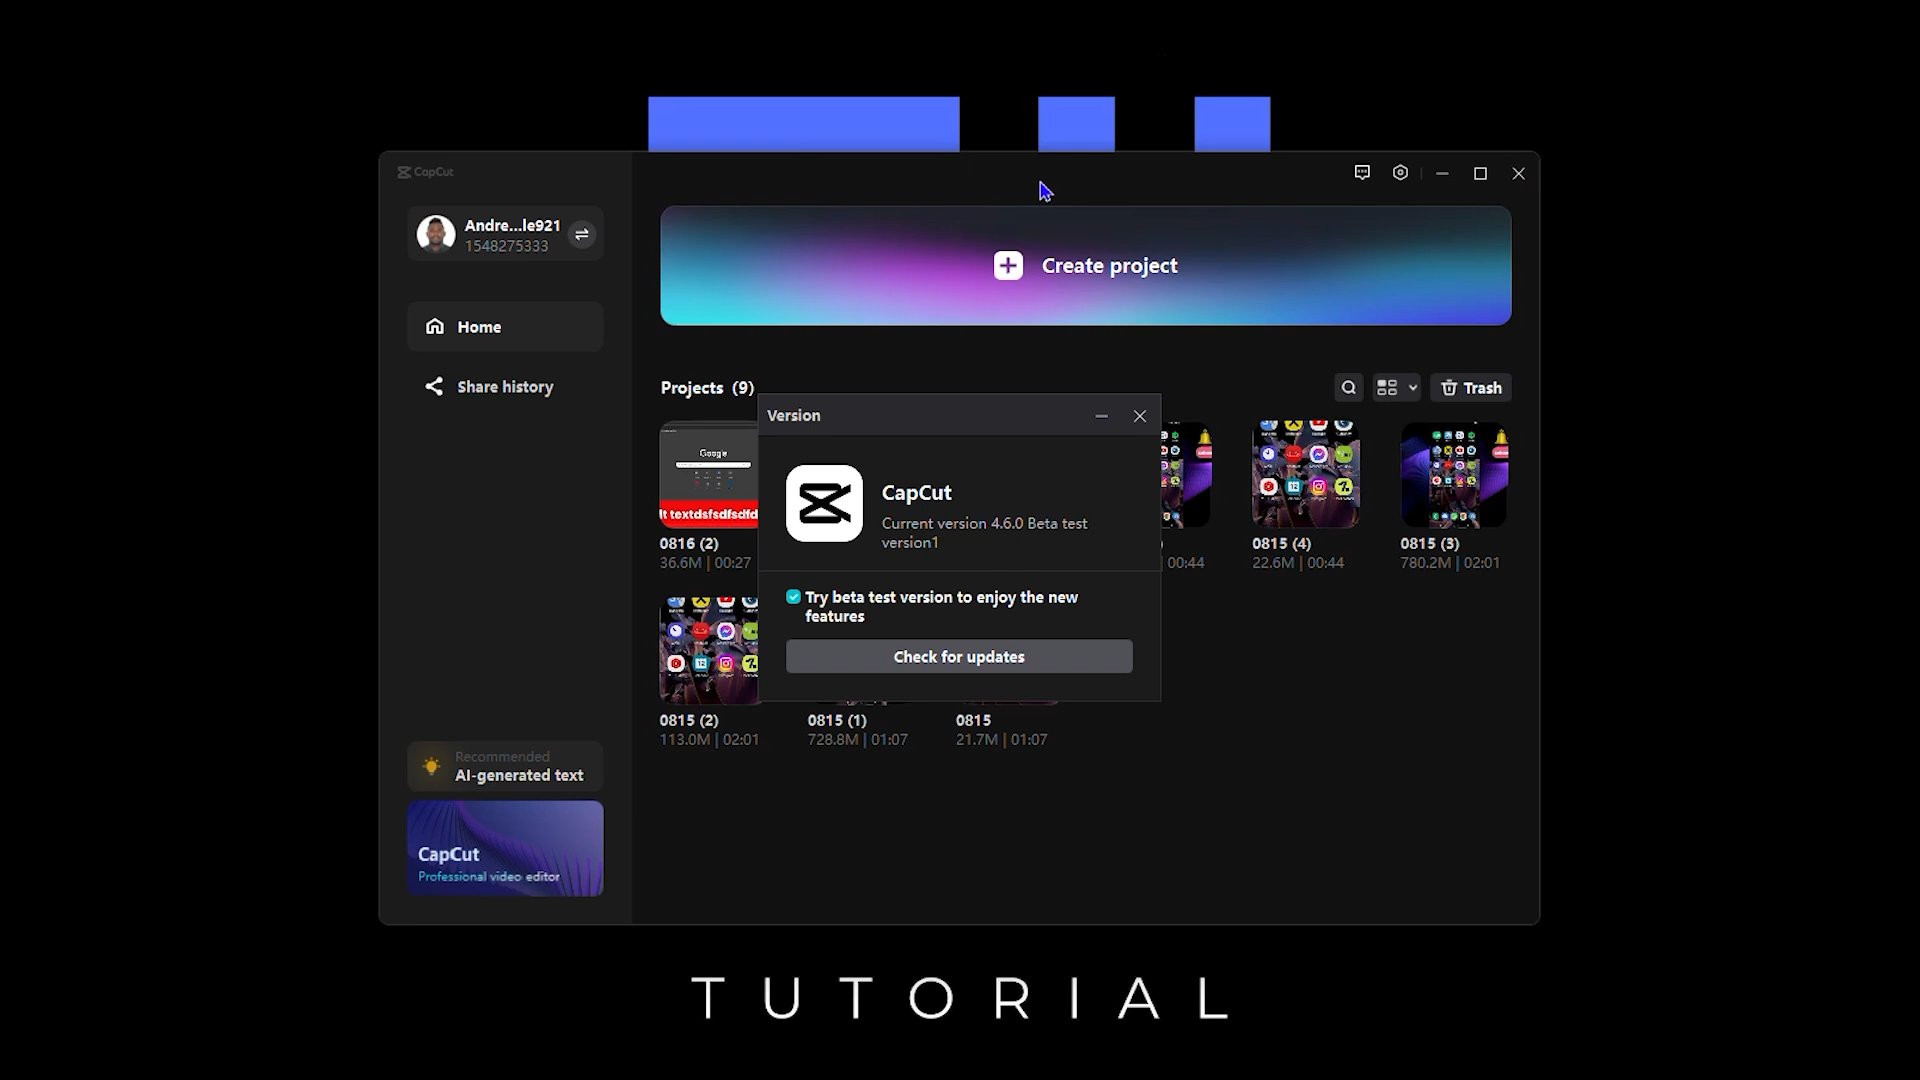 CapCut
Andre...le921
1548275333
Home
Share history
Create project
Projects (9)
Trash
Version
CapCut
Current version 4.6.0 Beta test
version1
Try beta test version to enjoy the new
features
Check for updates
Google
lt textdsfsdfsdfd
0816 (2)
36.6M | 00:27
)
00:44
0815 (4)
22.6M | 00:44
0815 (3)
780.2M | 02:01
0815 (2)
113.0M | 02:01
0815 (1)
728.8M | 01:07
0815
21.7M | 01:07
Recommended
AI-generated text
CapCut
Professional video editor
TUTORIAL